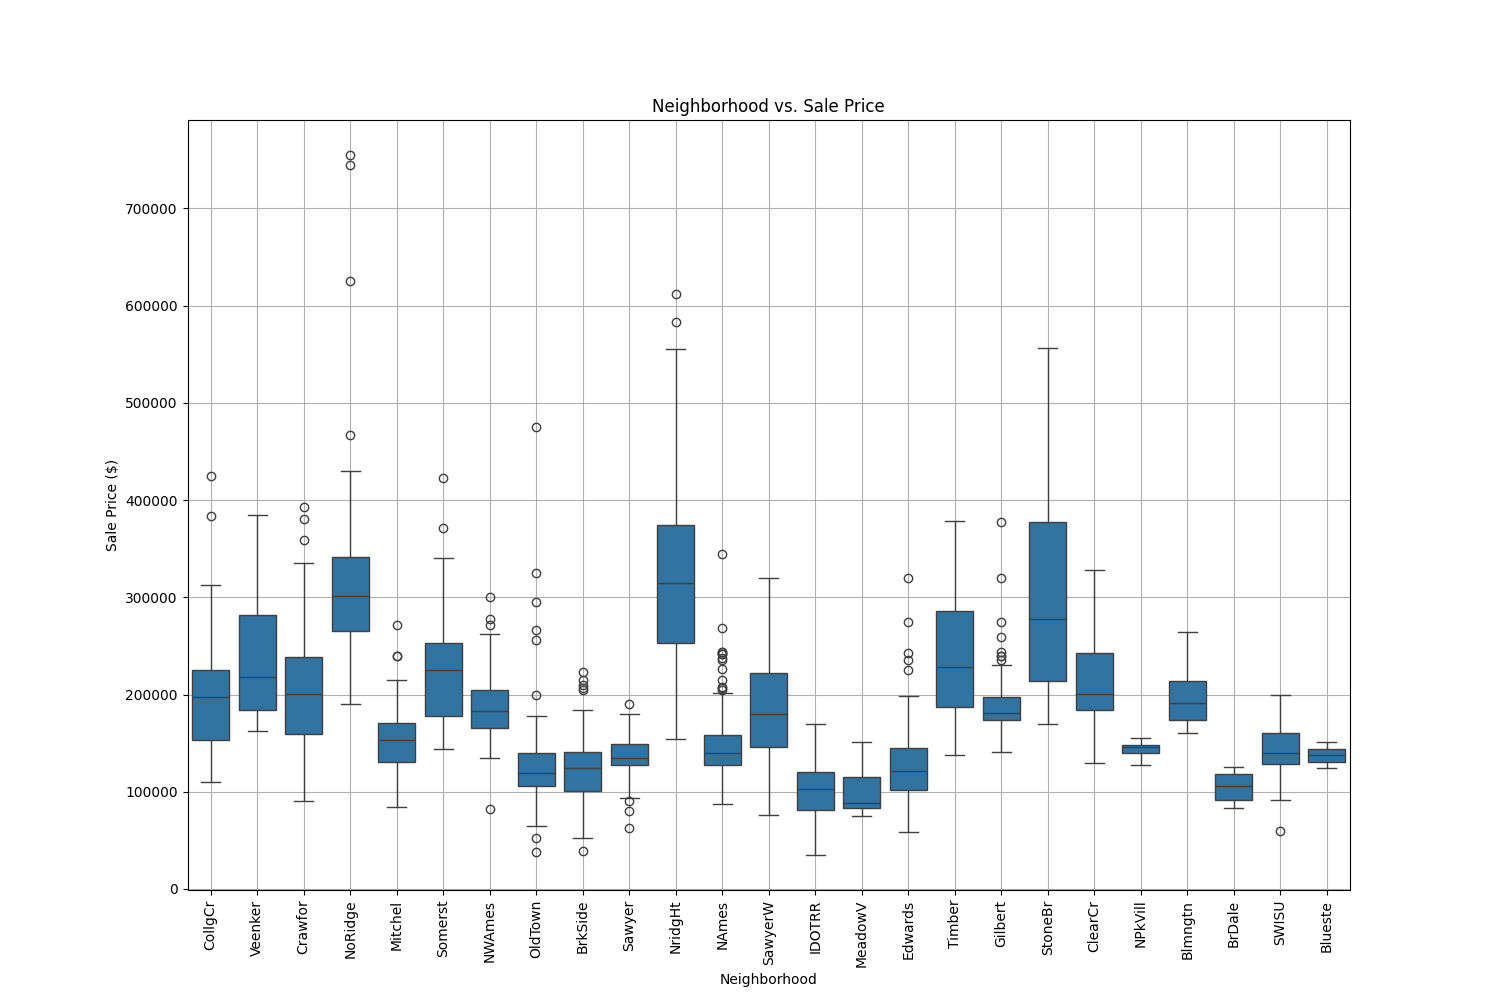 Neighborhood vs. Sale Price
700000
600000
500000
400000
300000
200000
100000
0
Sale Price ($)
CollgCr
Veenker
Crawfor
NoRidge
Mitchel
Somerst
NWAmes
OldTown
BrkSide
Sawyer
NridgHt
NAmes
SawyerW
IDOTRR
MeadowV
Edwards
Timber
Gilbert
StoneBr
ClearCr
NPkVill
Blmngtn
BrDale
SWISU
Blueste
Neighborhood